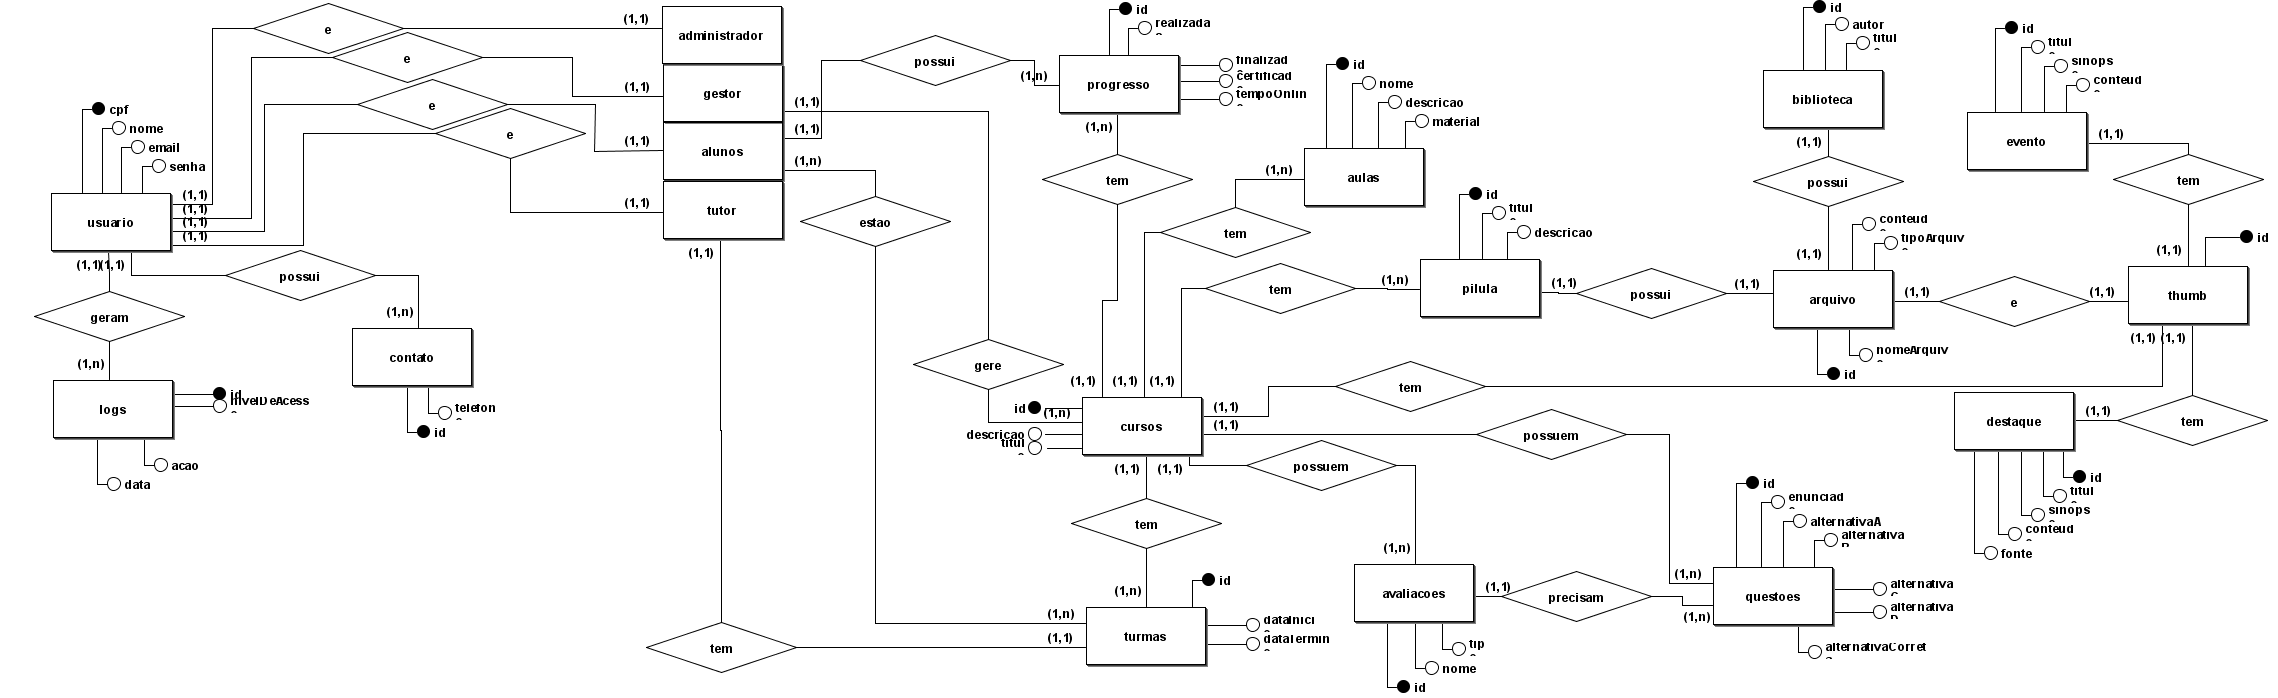 e
(1,1)
administrador
e
(1,1)
gestor
e
(1,1)
alunos
e
(1,1)
tutor
cpf
nome
email
senha
usuario
(1,1)
(1,1)
(1,1)
(1,1)
(1,1)
(1,1)
possui
(1,n)
contato
telefon
id
geram
(1,n)
logs
id
nivelDeAcess
acao
data
(1,1)
(1,1)
(1,n)
(1,1)
possui
(1,n)
id
realizada
progresso
finalizad
certificad
tempoOnlin
(1,n)
tem
estao
gere
id
nome
descricao
material
aulas
(1,n)
tem
tem
(1,n)
id
titul
descricao
pilula
(1,1)
possui
(1,1)
id
autor
titul
biblioteca
(1,1)
possui
(1,1)
conteud
tipoArquiv
arquivo
nomeArquiv
id
(1,1)
e
(1,1)
id
titul
sinops
conteud
evento
(1,1)
tem
(1,1)
id
thumb
(1,1)
(1,1)
tem
(1,1)
destaque
id
titul
sinops
conteud
fonte
(1,1)
(1,1)
(1,1)
id
(1,n)
descricao
titul
cursos
(1,1)
tem
(1,1)
possuem
(1,1)
(1,1)
possuem
tem
(1,n)
id
(1,n)
(1,1)
turmas
dataInici
dataTermin
tem
(1,n)
avaliacoes
tip
nome
id
(1,1)
precisam
(1,n)
(1,n)
id
enunciad
alternativaA
alternativa
questoes
alternativa
alternativa
alternativaCorret